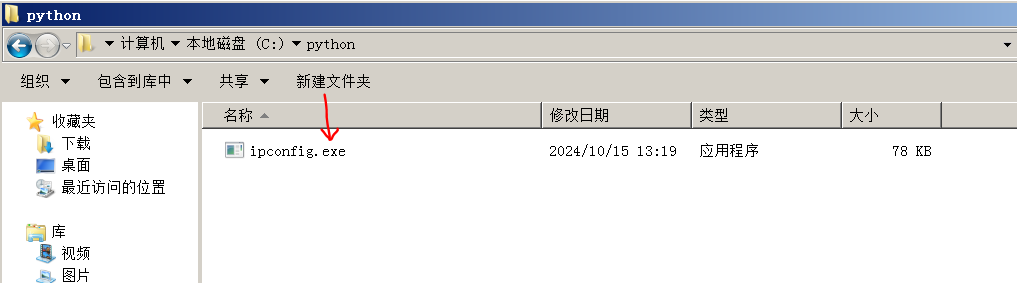 python
计算机 本地磁盘 (C:) python
组织 包含到库中 共享 新建文件夹
名称 修改日期 类型 大小
ipconfig.exe 2024/10/15 13:19 应用程序 78 KB
收藏夹
下载
桌面
最近访问的位置
库
视频
图片